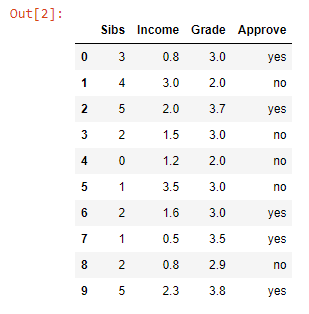 Out[2]:
Sibs Income Grade Approve
0 3 0.8 3.0 yes
1 4 3.0 2.0 no
2 5 2.0 3.7 yes
3 2 1.5 3.0 no
4 0 1.2 2.0 no
5 1 3.5 3.0 no
6 2 1.6 3.0 yes
7 1 0.5 3.5 yes
8 2 0.8 2.9 no
9 5 2.3 3.8 yes